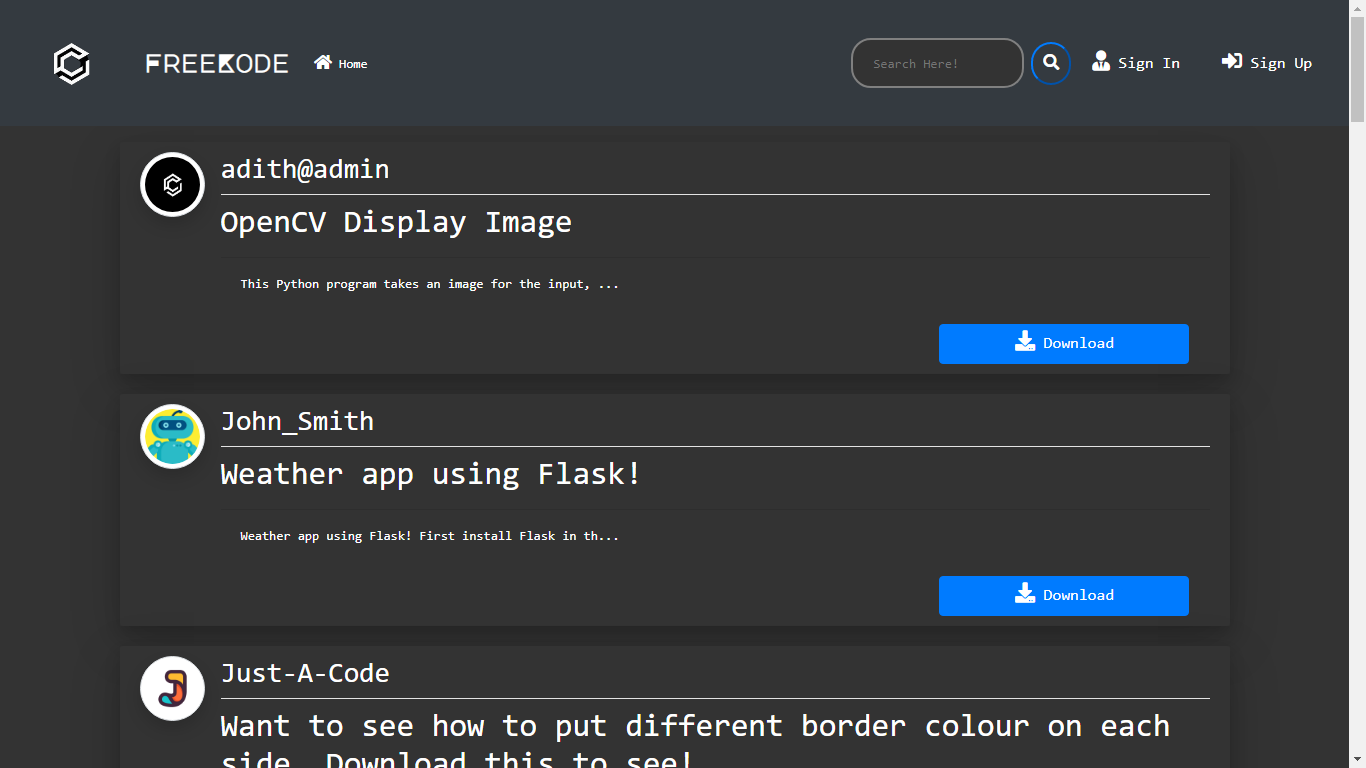 FREEKODE Home Search Here! Sign In Sign Up
adith@admin
OpenCV Display Image
This Python program takes an image for the input, ...
Download
John_Smith
Weather app using Flask!
Weather app using Flask! First install Flask in th...
Download
Just-A-Code
Want to see how to put different border colour on each
side. Download this to see!